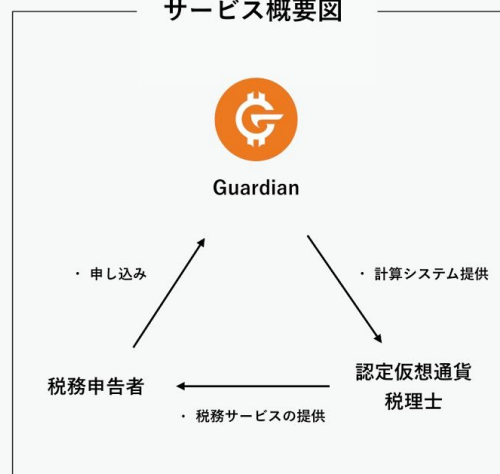 サービス概要図
Guardian
・ 申し込み
・ 計算システム提供
税務申告者
認定仮想通貨
税理士
・ 税務サービスの提供